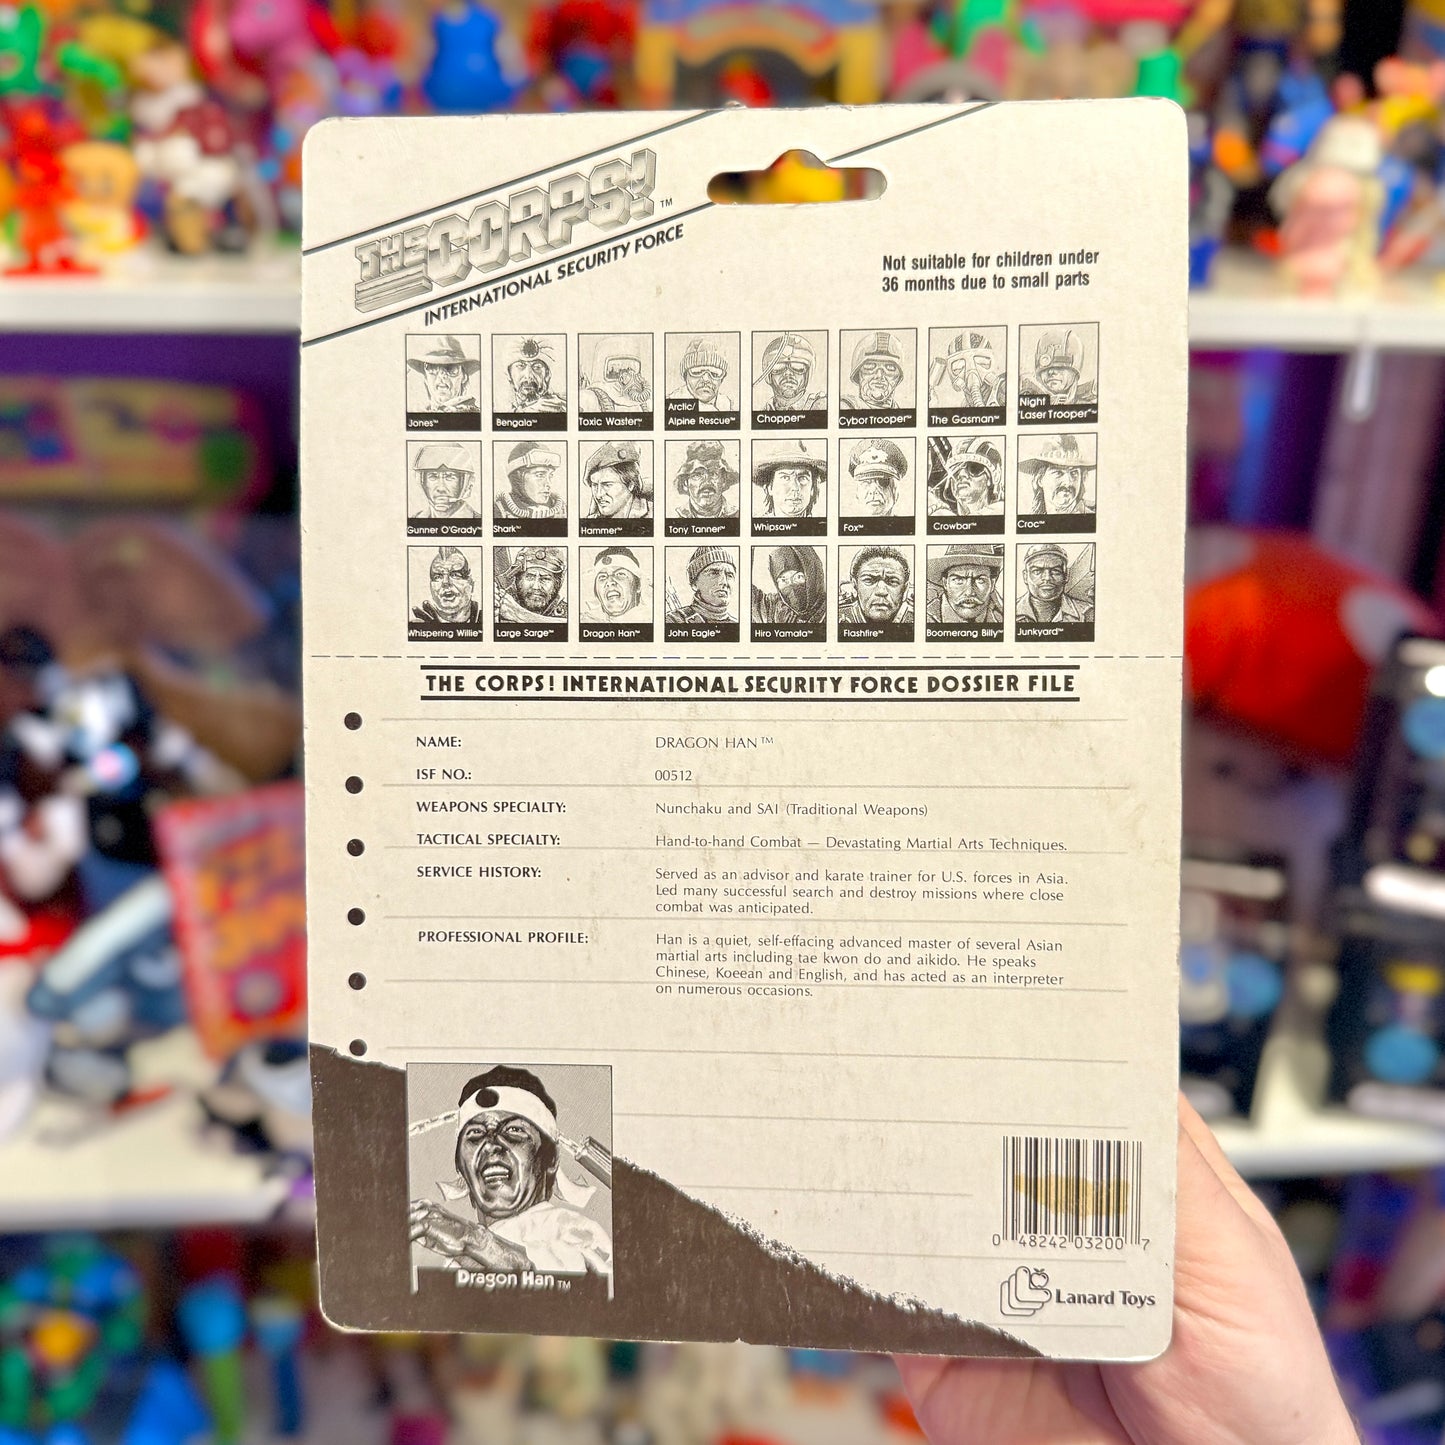 THE CORPS! ™
INTERNATIONAL SECURITY FORCE
Not suitable for children under
36 months due to small parts
Jones™
Bengala™
Toxic Waster™
Arctic/
Alpine Rescue™
Chopper™
CyborTrooper™
The Gasman™
Night
"Laser Trooper"™
Gunner O'Grady™
Shark™
Hammer™
Tony Tanner™
Whipsaw™
Fox™
Crowbar™
Croc™
Whispering Willie™
Large Sarge™
Dragon Han™
John Eagle™
Hiro Yamata™
Flashfire™
Boomerang Billy™
Junkyard™
THE CORPS! INTERNATIONAL SECURITY FORCE DOSSIER FILE
NAME: DRAGON HAN™
ISF NO.: 00512
WEAPONS SPECIALTY: Nunchaku and SAI (Traditional Weapons)
TACTICAL SPECIALTY: Hand-to-hand Combat — Devastating Martial Arts Techniques.
SERVICE HISTORY: Served as an advisor and karate trainer for U.S. forces in Asia.
Led many successful search and destroy missions where close
combat was anticipated.
PROFESSIONAL PROFILE: Han is a quiet, self-effacing advanced master of several Asian
martial arts including tae kwon do and aikido. He speaks
Chinese, Koeean and English, and has acted as an interpreter
on numerous occasions.
Dragon Han™
0 48242 03200 7
Lanard Toys